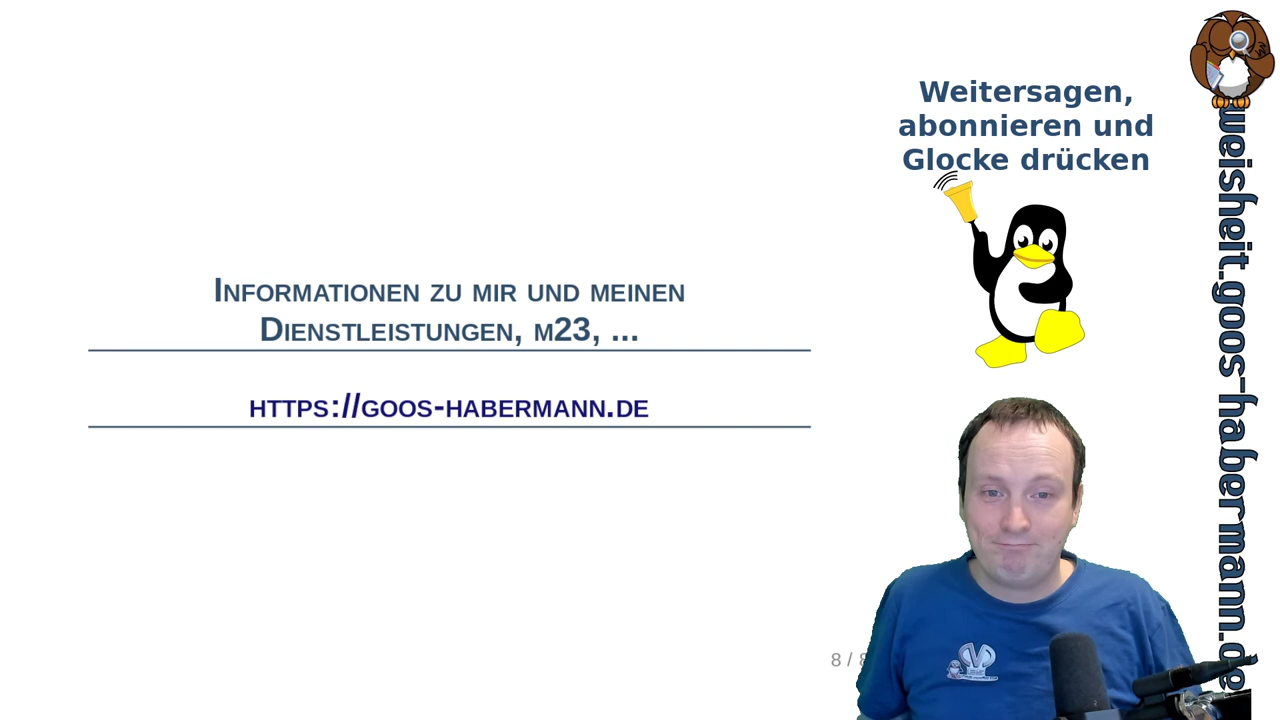 Weitersagen,
abonnieren und
Glocke drücken
Informationen zu mir und meinen
Dienstleistungen, m23, ...
https://goos-habermann.de
8 / 8
weisheit.goos-habermann.de